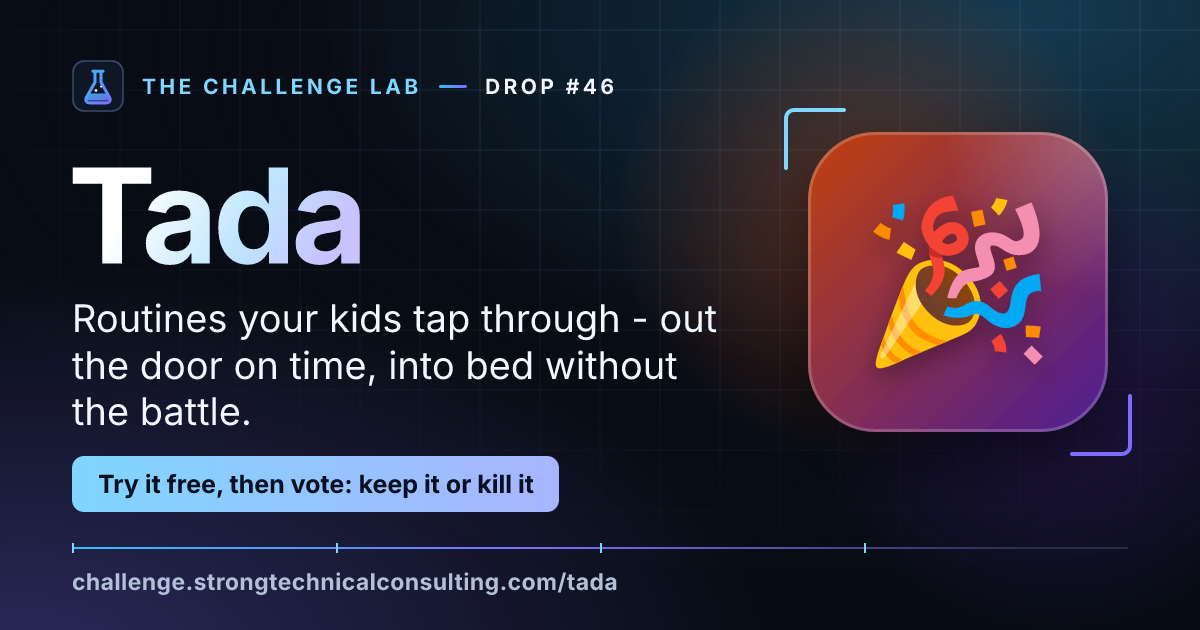 THE CHALLENGE LAB — DROP #46
Tada
Routines your kids tap through - out
the door on time, into bed without
the battle.
Try it free, then vote: keep it or kill it
challenge.strongtechnicalconsulting.com/tada